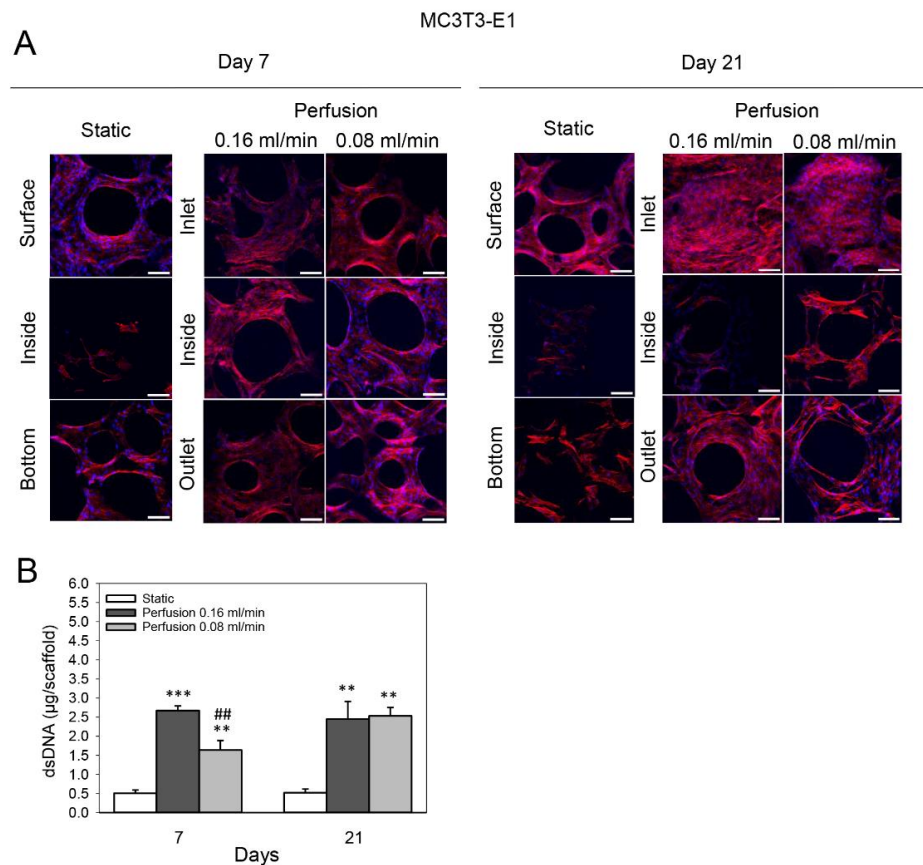 MC3T3-E1
A
Day 7
Day 21
Perfusion
Perfusion
Static
0.16 ml/min
0.08 ml/min
Static
0.16 ml/min
0.08 ml/min
Surface
Inlet
Surface
Inlet
Inside
Inside
Inside
Inside
Bottom
Outlet
Bottom
Outlet
B
6.0
5.5
5.0
4.5
4.0
3.5
3.0
2.5
2.0
1.5
1.0
0.5
0.0
dsDNA (µg/scaffold)
Static
Perfusion 0.16 ml/min
Perfusion 0.08 ml/min
***
##
**
**
**
7
21
Days